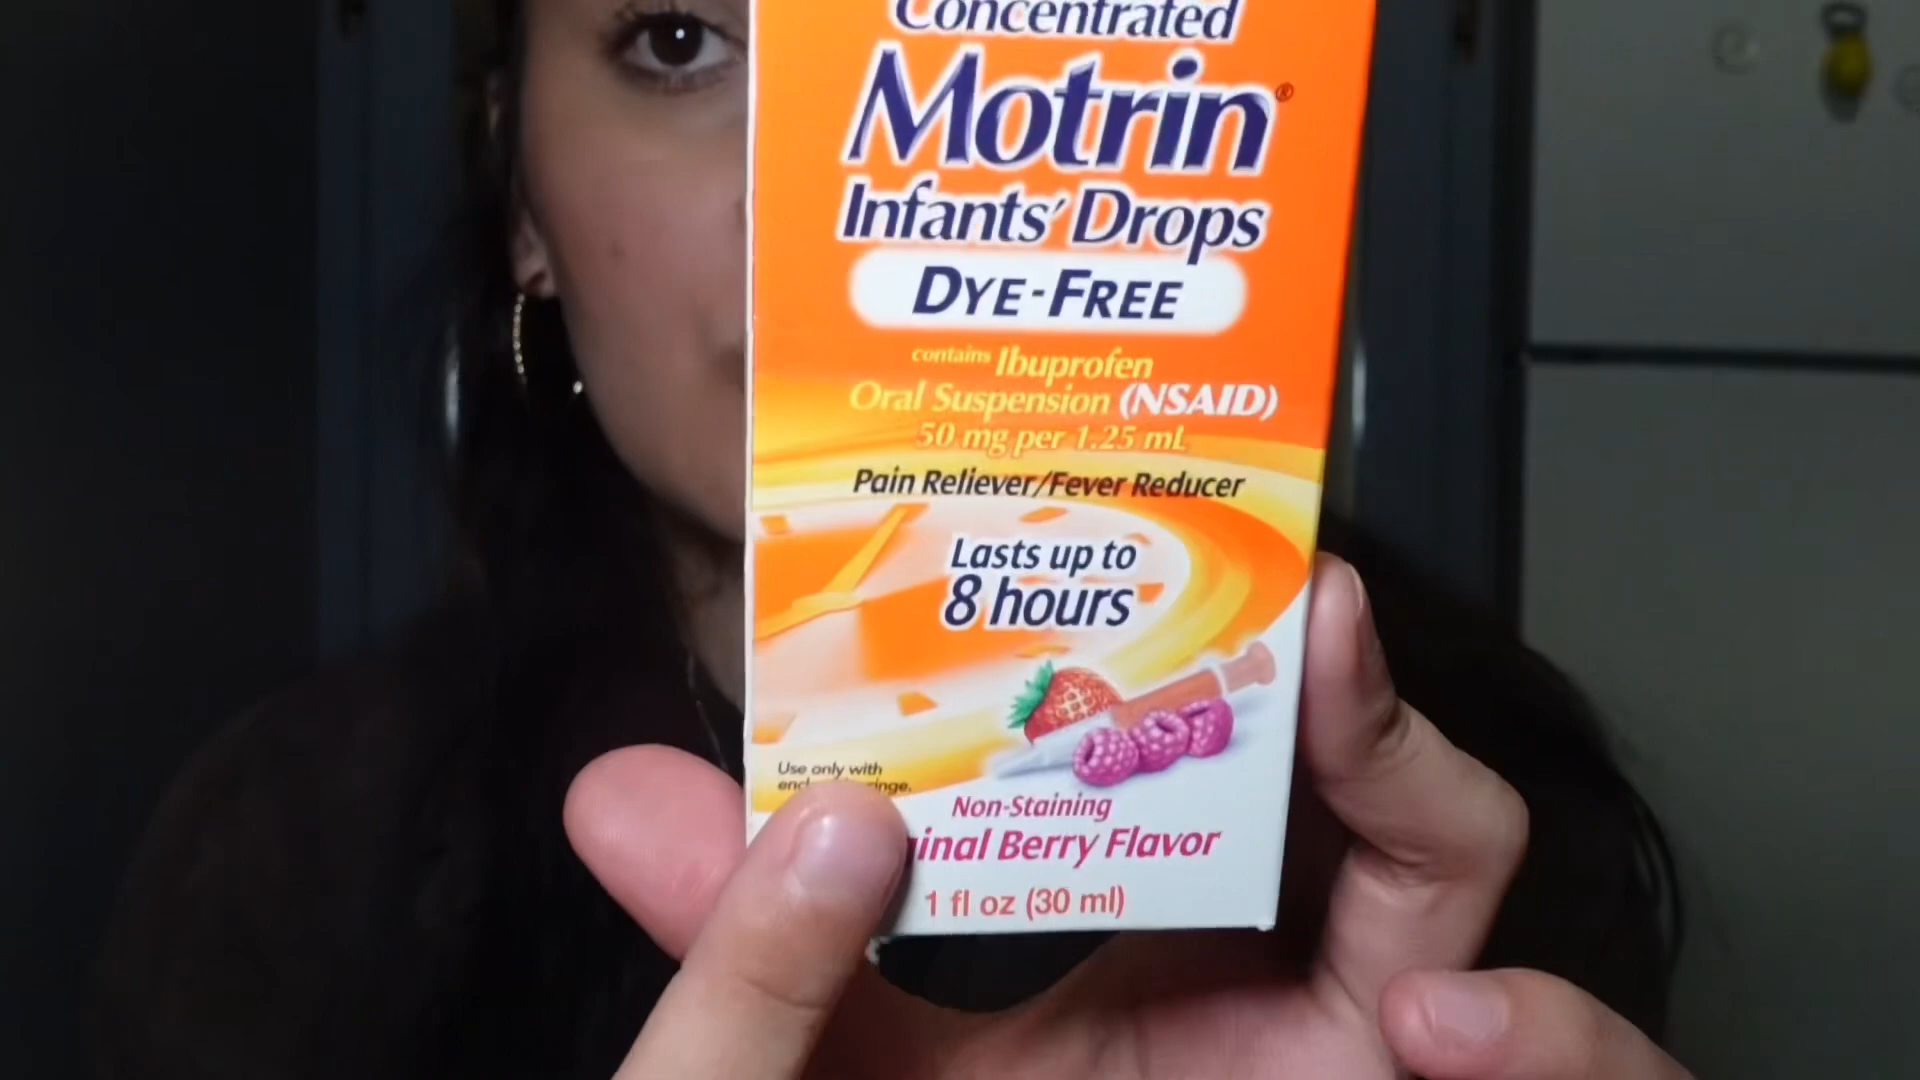 Concentrated
Motrin®
Infants' Drops
DYE-FREE
contains Ibuprofen
Oral Suspension (NSAID)
50 mg per 1.25 mL
Pain Reliever/Fever Reducer
Lasts up to
8 hours
Use only with
Non-Staining
Berry Flavor
1 fl oz (30 ml)